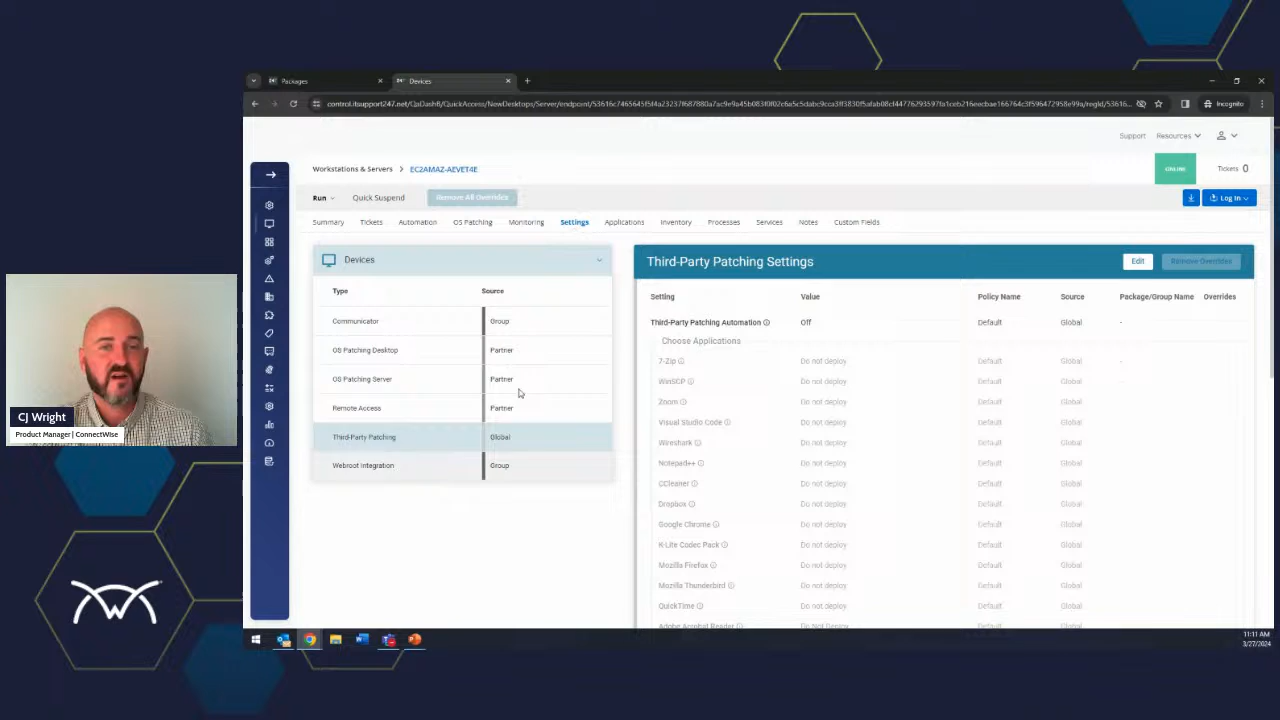 Packages
Devices
control.itsupport247.net/QaDashB/QuickAccess/NewDesktops/Server/endpoint/
Incognito
Support Resources
Workstations & Servers > EC2AMAZ-AEVET4E
ONLINE
Tickets 0
Run Quick Suspend Remove All Overrides
Log In
Summary Tickets Automation OS Patching Monitoring Settings Applications Inventory Processes Services Notes Custom Fields
Devices
Type Source
Communicator Group
OS Patching Desktop Partner
OS Patching Server Partner
Remote Access Partner
Third-Party Patching Global
Webroot Integration Group
Third-Party Patching Settings
Edit Remove Overrides
Setting Value Policy Name Source Package/Group Name Overrides
Third-Party Patching Automation Off Default Global -
Choose Applications
7-Zip Do not deploy Default Global -
WinSCP Do not deploy Default Global -
Zoom Do not deploy Default Global
Visual Studio Code Do not deploy Default Global
Wireshark Do not deploy Default Global
Notepad++ Do not deploy Default Global
CCleaner Do not deploy Default Global
Dropbox Do not deploy Default Global
Google Chrome Do not deploy Default Global
K-Lite Codec Pack Do not deploy Default Global
Mozilla Firefox Do not deploy Default Global
Mozilla Thunderbird Do not deploy Default Global
QuickTime Do not deploy Default Global
Adobe Acrobat Reader Do Not Deploy Default Global
CJ Wright
Product Manager | ConnectWise
11:11 AM
3/27/2024